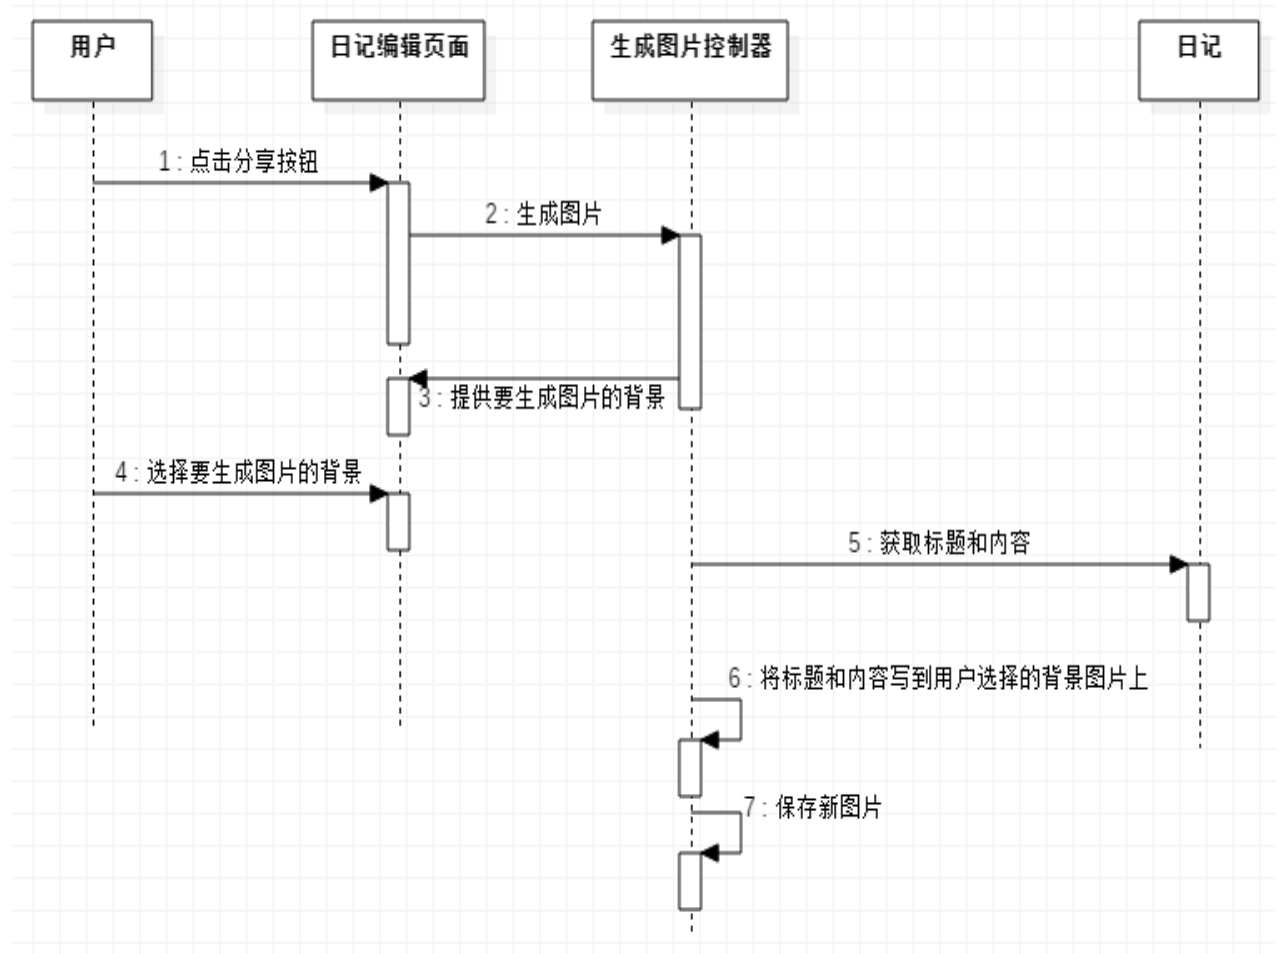 用户
日记编辑页面
生成图片控制器
日记
1 : 点击分享按钮
2 : 生成图片
3 : 提供要生成图片的背景
4 : 选择要生成图片的背景
5 : 获取标题和内容
6 : 将标题和内容写到用户选择的背景图片上
7 : 保存新图片